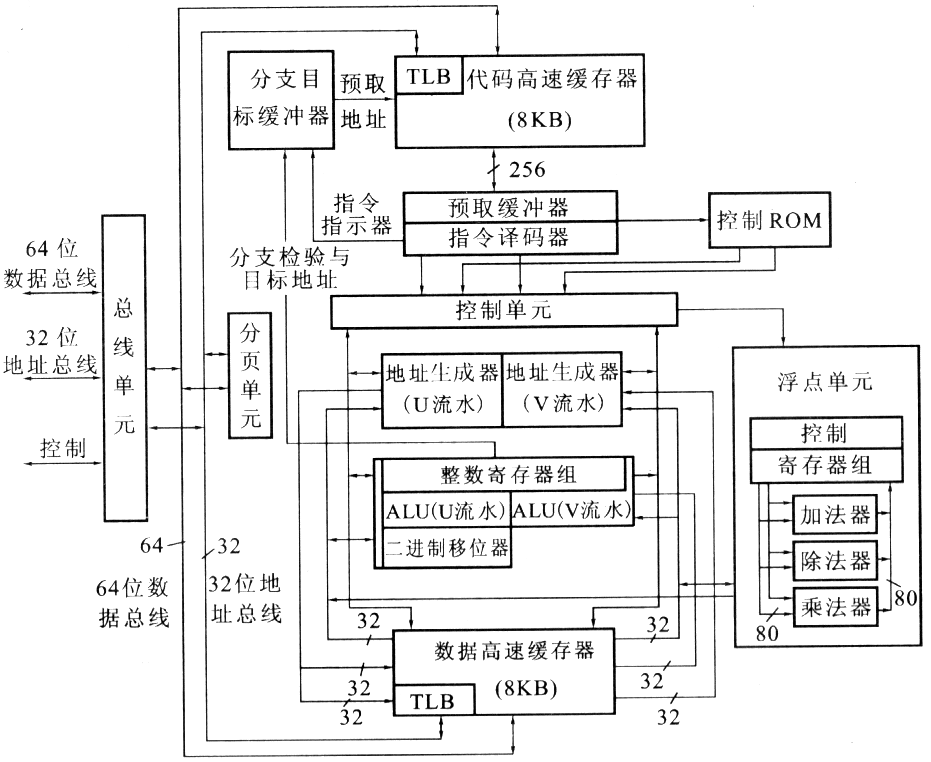 TLB
代码高速缓存器
(8KB)
分支目
标缓冲器
预取
地址
256
指令
指示器
预取缓冲器
指令译码器
控制ROM
分支检验与
目标地址
64位
数据总线
32位
地址总线
控制
总线单元
分页单元
控制单元
地址生成器
(U流水)
地址生成器
(V流水)
整数寄存器组
ALU(U流水)
ALU(V流水)
二进制移位器
浮点单元
控制
寄存器组
加法器
除法器
乘法器
80
80
64
32
64位数
据总线
32位地
址总线
32
32
32
32
32
32
数据高速缓存器
(8KB)
TLB